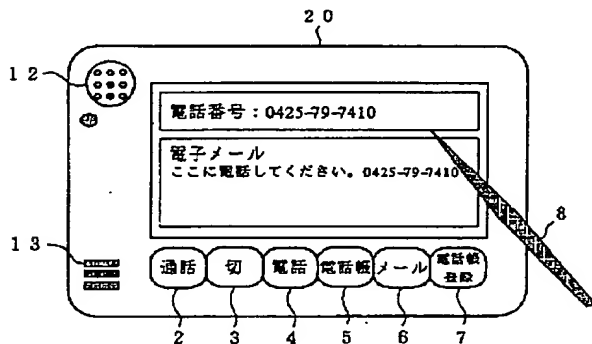 20
12
電話番号：0425-79-7410
電子メール
ここに電話してください。0425-79-7410
8
13
通話 切 電話 電話帳 メール 電話帳
登録
2 3 4 5 6 7